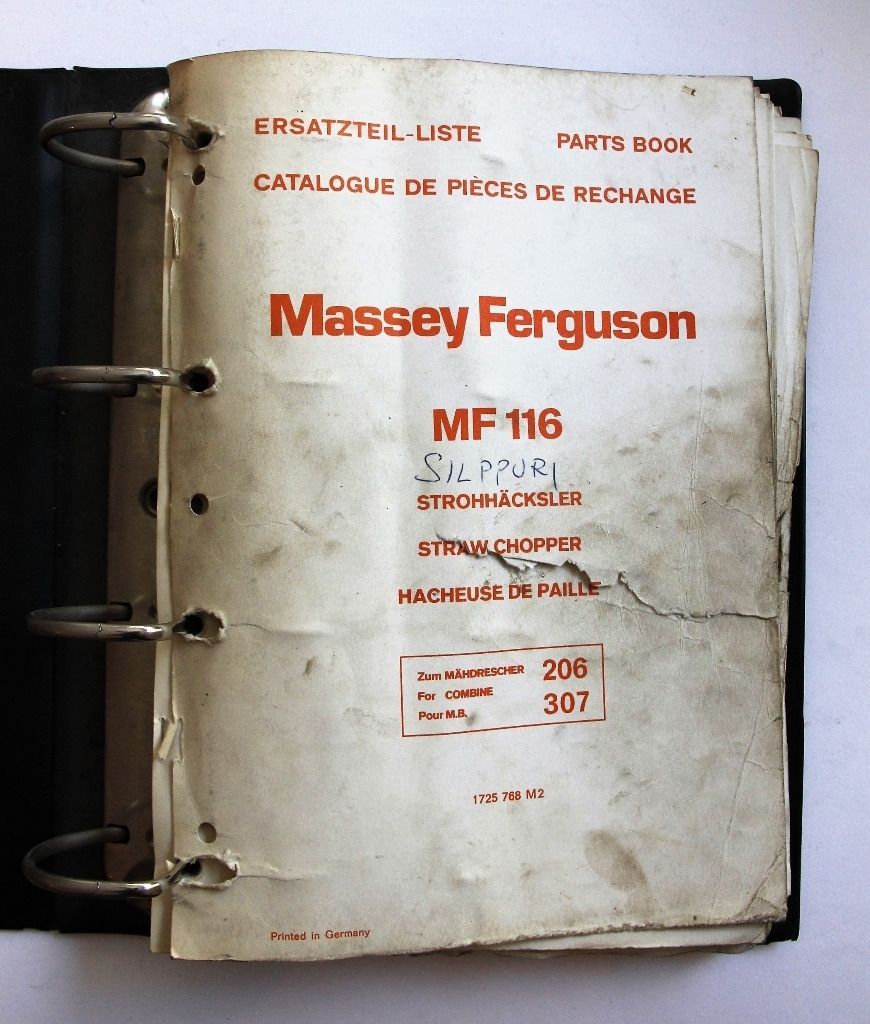 ERSATZTEIL-LISTE PARTS BOOK
CATALOGUE DE PIÈCES DE RECHANGE
Massey Ferguson
MF 116
SILPPURI
STROHHÄCKSLER
STRAW CHOPPER
HACHEUSE DE PAILLE
Zum MÄHDRESCHER 206
For COMBINE
Pour M.B. 307
1725 768 M2
Printed in Germany